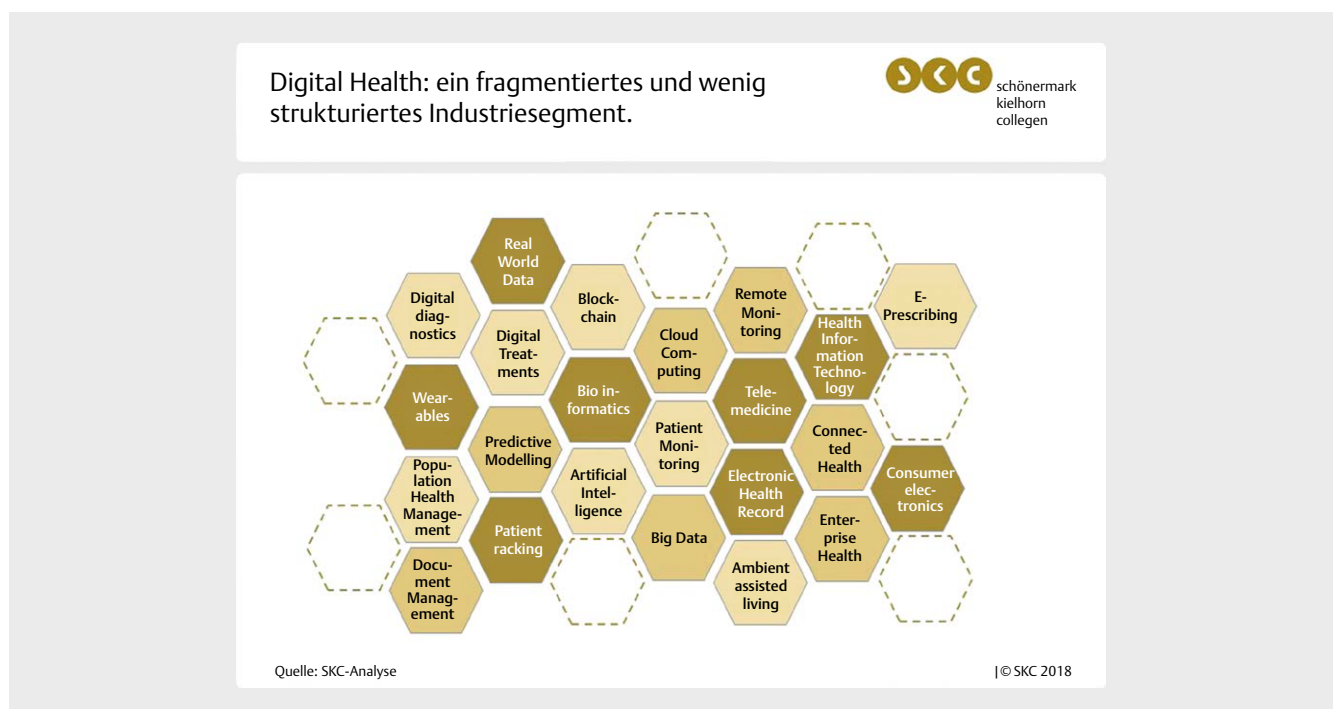 Digital Health: ein fragmentiertes und wenig
strukturiertes Industriesegment.
SKC
schönermark
kielhorn
collegen
Real
World
Data
Digital
diag-
nostics
Digital
Treat-
ments
Block-
chain
Cloud
Com-
puting
Remote
Moni-
toring
Health
Infor-
mation
Techno-
logy
E-
Prescribing
Wear-
ables
Bio in-
formatics
Tele-
medicine
Predictive
Modelling
Patient
Moni-
toring
Connec-
ted
Health
Popu-
lation
Health
Manage-
ment
Artificial
Intel-
ligence
Electronic
Health
Record
Consumer
elec-
tronics
Patient
racking
Big Data
Enter-
prise
Health
Docu-
ment
Manag-
ement
Ambient
assisted
living
Quelle: SKC-Analyse
|© SKC 2018